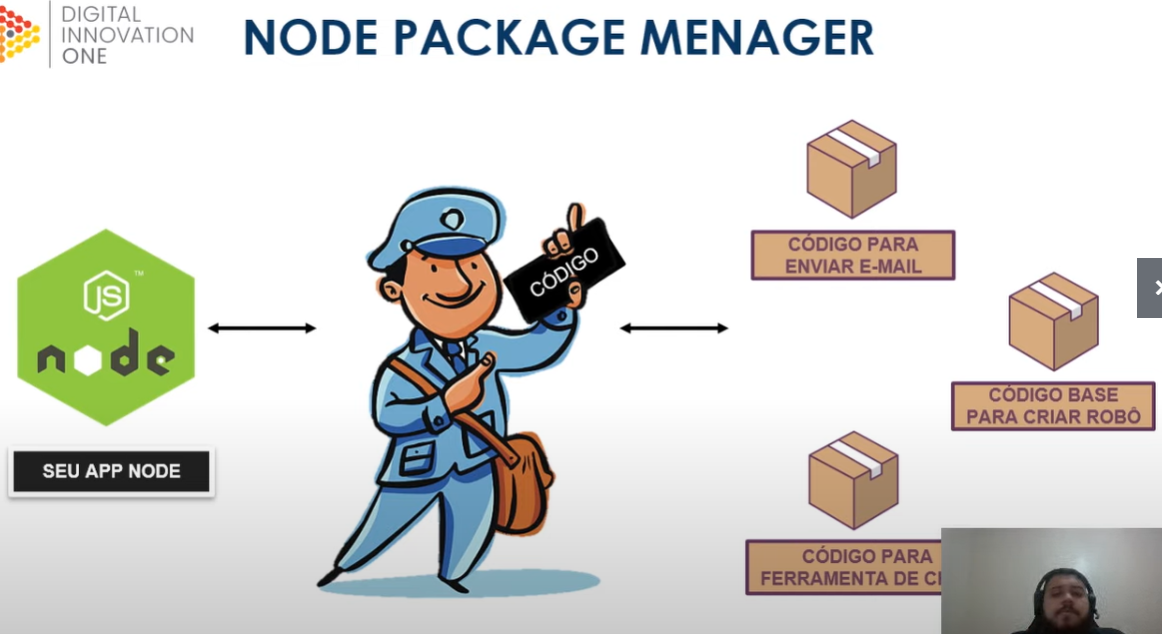 DIGITAL
INNOVATION
ONE
NODE PACKAGE MENAGER
JS
TM
node
SEU APP NODE
CÓDIGO
CÓDIGO PARA
ENVIAR E-MAIL
CÓDIGO BASE
PARA CRIAR ROBÔ
CÓDIGO PARA
FERRAMENTA DE